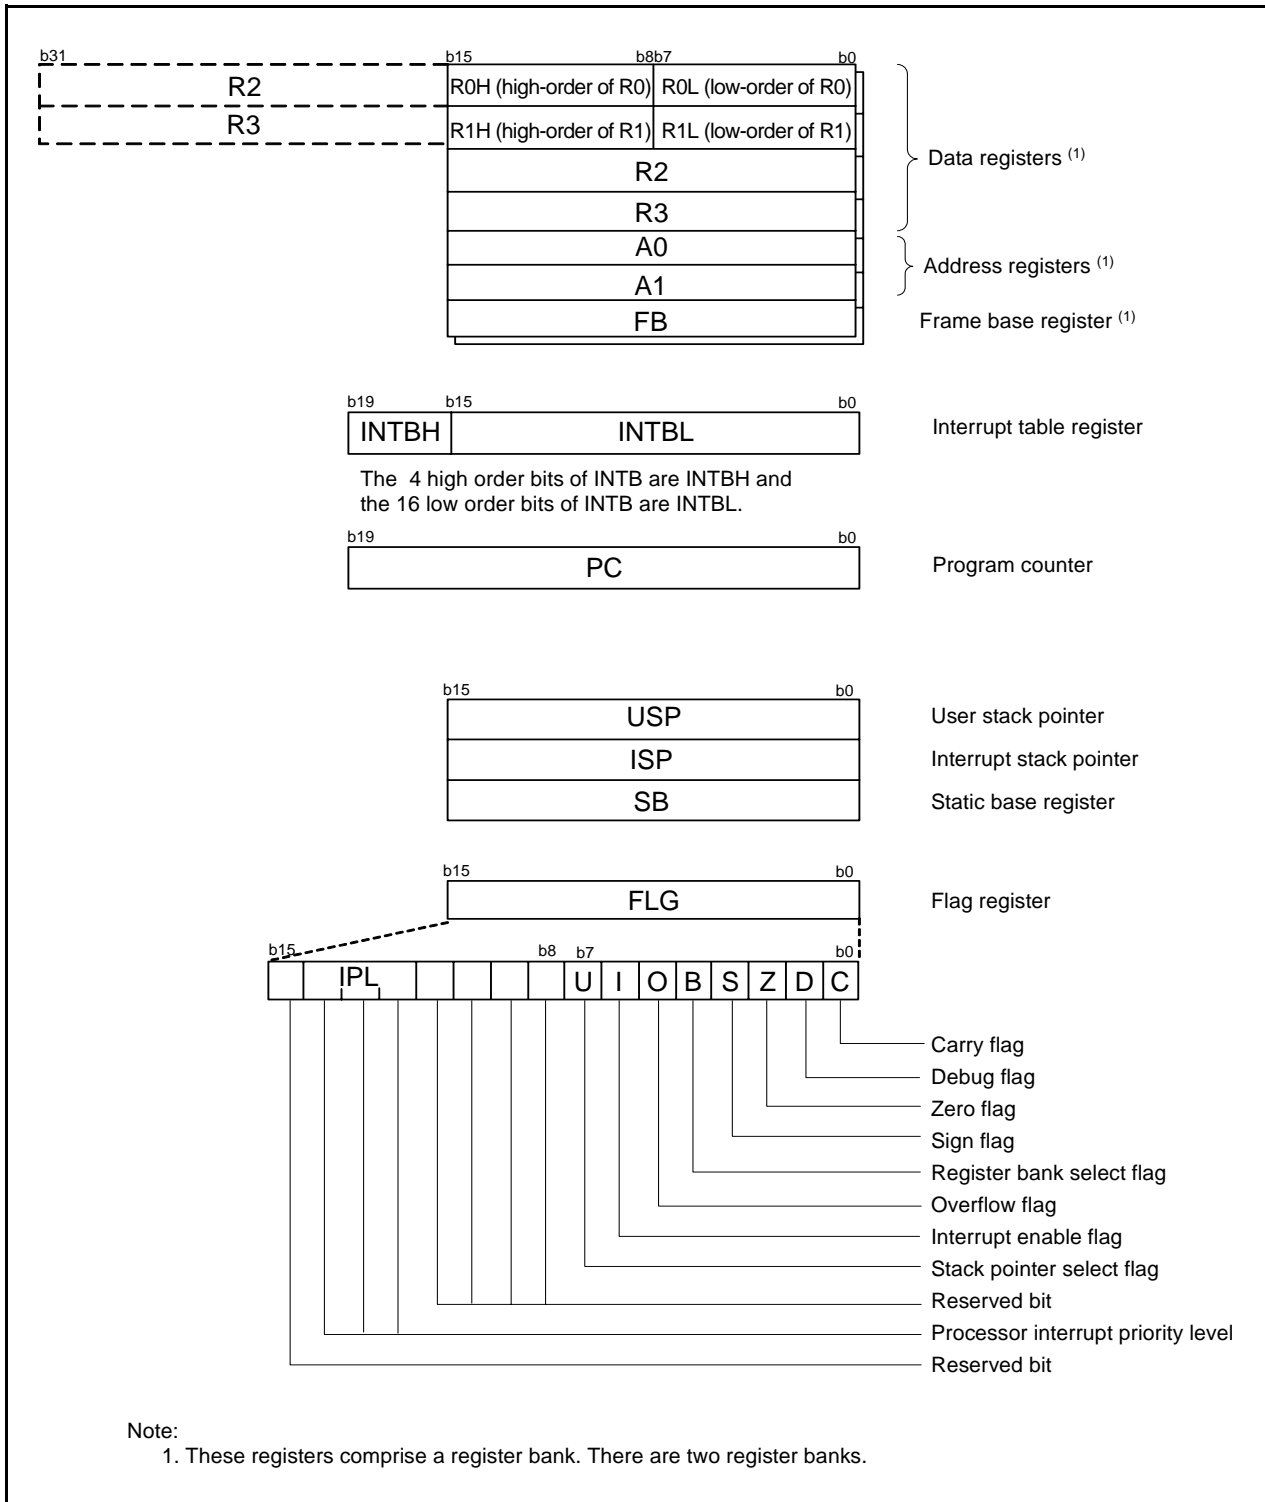 b31 b15 b8b7 b0
R2 R0H (high-order of R0) R0L (low-order of R0)
R3 R1H (high-order of R1) R1L (low-order of R1)
Data registers (1)
R2
R3
A0
Address registers (1)
A1
FB Frame base register (1)
b19 b15 b0
INTBH INTBL Interrupt table register
The 4 high order bits of INTB are INTBH and
the 16 low order bits of INTB are INTBL.
b19 b0
PC Program counter
b15 b0
USP User stack pointer
ISP Interrupt stack pointer
SB Static base register
b15 b0
FLG Flag register
b15 b8 b7 b0
IPL U I O B S Z D C
Carry flag
Debug flag
Zero flag
Sign flag
Register bank select flag
Overflow flag
Interrupt enable flag
Stack pointer select flag
Reserved bit
Processor interrupt priority level
Reserved bit
Note:
1. These registers comprise a register bank. There are two register banks.